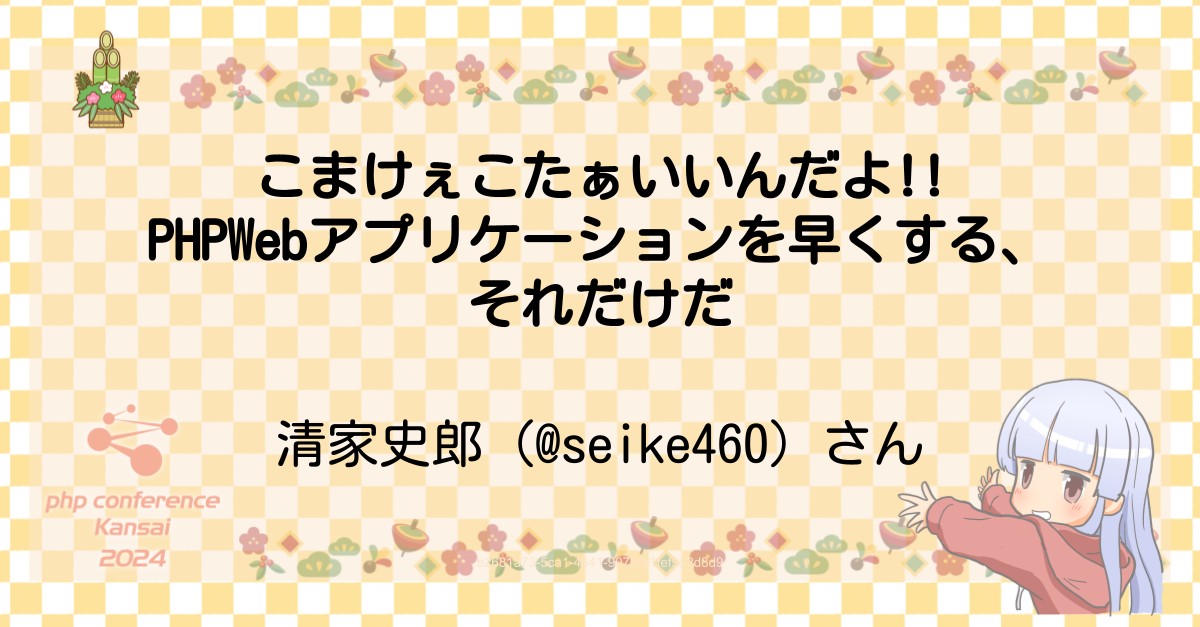 こまけぇこたぁいいんだよ!!
PHPWebアプリケーションを早くする、
それだけだ
清家史郎（@seike460）さん
php conference
Kansai
2024